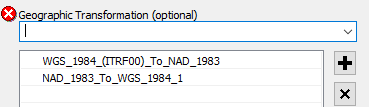 Geographic Transformation (optional)
WGS_1984_(ITRF00)_To_NAD_1983
NAD_1983_To_WGS_1984_1